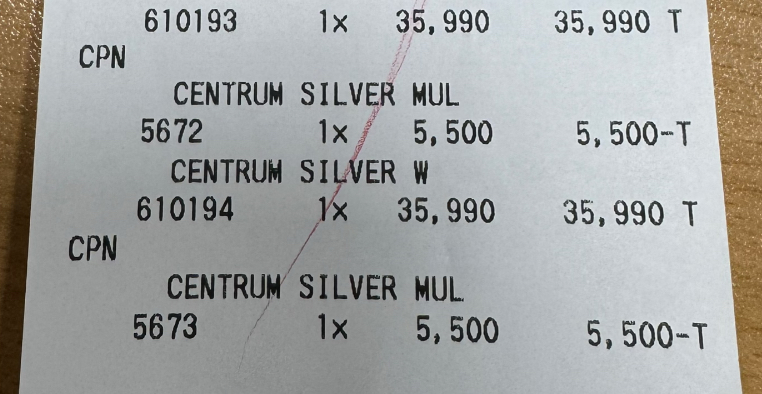 610193 1x 35,990 35,990 T
CPN
CENTRUM SILVER MUL
5672 1x 5,500 5,500-T
CENTRUM SILVER W
610194 1x 35,990 35,990 T
CPN
CENTRUM SILVER MUL
5673 1x 5,500 5,500-T